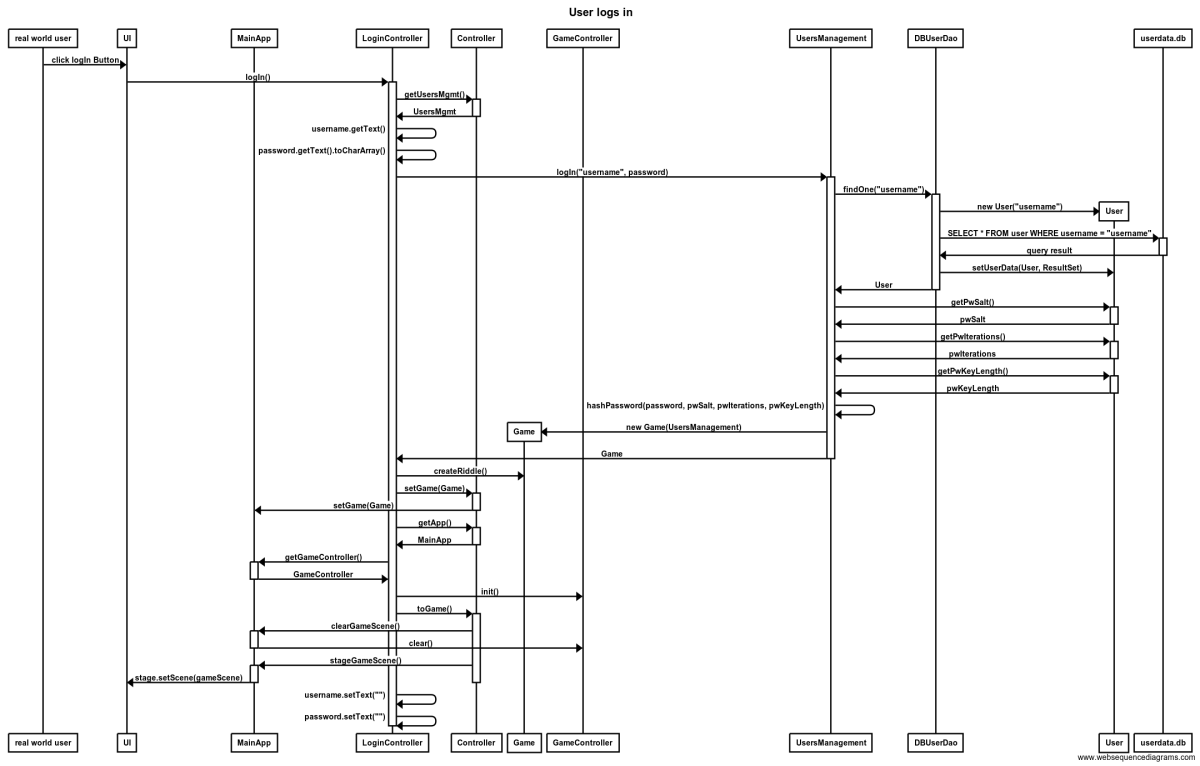 User logs in
real world user
UI
MainApp
LoginController
Controller
GameController
UsersManagement
DBUserDao
userdata.db
click logIn Button
logIn()
getUsersMgmt()
UsersMgmt
username.getText()
password.getText().toCharArray()
logIn("username", password)
findOne("username")
new User("username")
User
SELECT * FROM user WHERE username = "username"
query result
setUserData(User, ResultSet)
User
getPwSalt()
pwSalt
getPwIterations()
pwIterations
getPwKeyLength()
pwKeyLength
hashPassword(password, pwSalt, pwIterations, pwKeyLength)
new Game(UsersManagement)
Game
Game
createRiddle()
setGame(Game)
setGame(Game)
getApp()
MainApp
getGameController()
GameController
init()
toGame()
clearGameScene()
clear()
stageGameScene()
stage.setScene(gameScene)
username.setText("")
password.setText("")
real world user
UI
MainApp
LoginController
Controller
Game
GameController
UsersManagement
DBUserDao
User
userdata.db
www.websequencediagrams.com